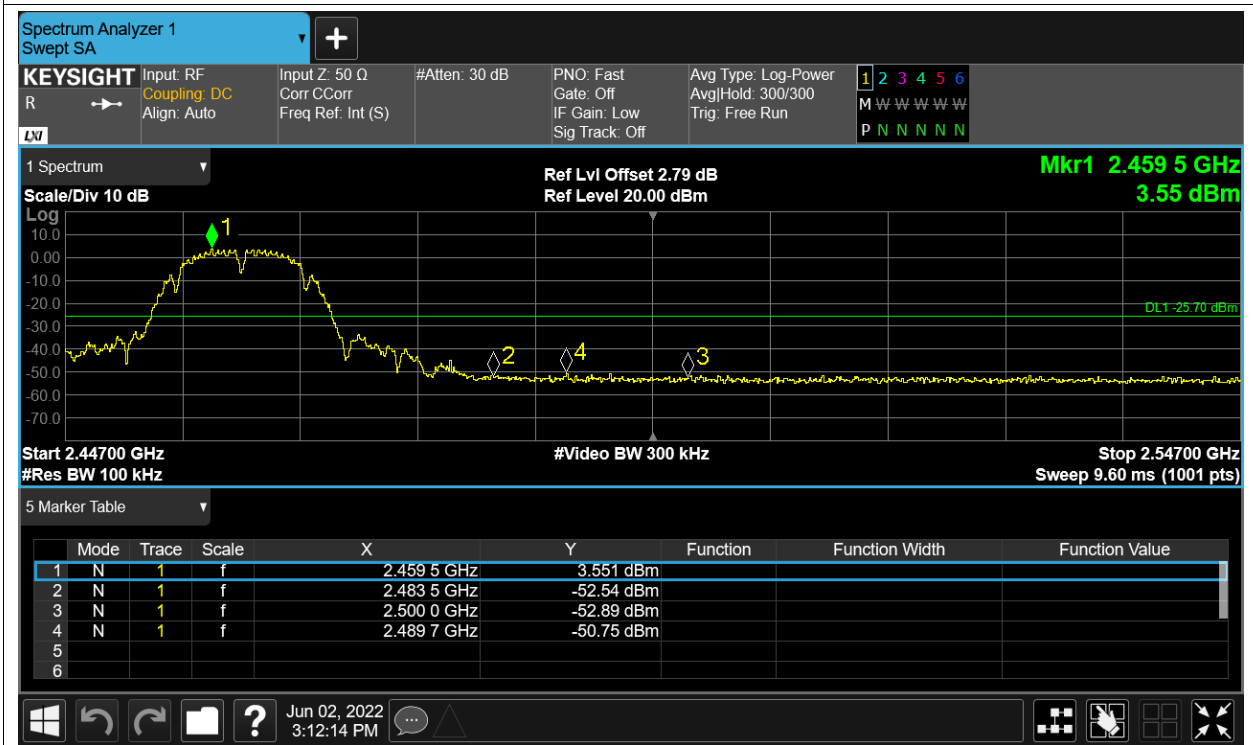 Spectrum Analyzer 1
Swept SA
KEYSIGHT
R
LXI
Input: RF
Coupling: DC
Align: Auto
Input Z: 50 Ω
Corr CCorr
Freq Ref: Int (S)
#Atten: 30 dB
PNO: Fast
Gate: Off
IF Gain: Low
Sig Track: Off
Avg Type: Log-Power
Avg|Hold: 300/300
Trig: Free Run
1 2 3 4 5 6
M W W W W W
P N N N N N
1 Spectrum
Scale/Div 10 dB
Ref Lvl Offset 2.79 dB
Ref Level 20.00 dBm
Mkr1 2.459 5 GHz
3.55 dBm
Log
10.0
0.00
-10.0
-20.0
-30.0
-40.0
-50.0
-60.0
-70.0
1
2
4
3
DL1 -25.70 dBm
Start 2.44700 GHz
#Video BW 300 kHz
Stop 2.54700 GHz
#Res BW 100 kHz
Sweep 9.60 ms (1001 pts)
5 Marker Table
Mode Trace Scale X Y Function Function Width Function Value
1 N 1 f 2.459 5 GHz 3.551 dBm
2 N 1 f 2.483 5 GHz -52.54 dBm
3 N 1 f 2.500 0 GHz -52.89 dBm
4 N 1 f 2.489 7 GHz -50.75 dBm
5
6
?
Jun 02, 2022
3:12:14 PM